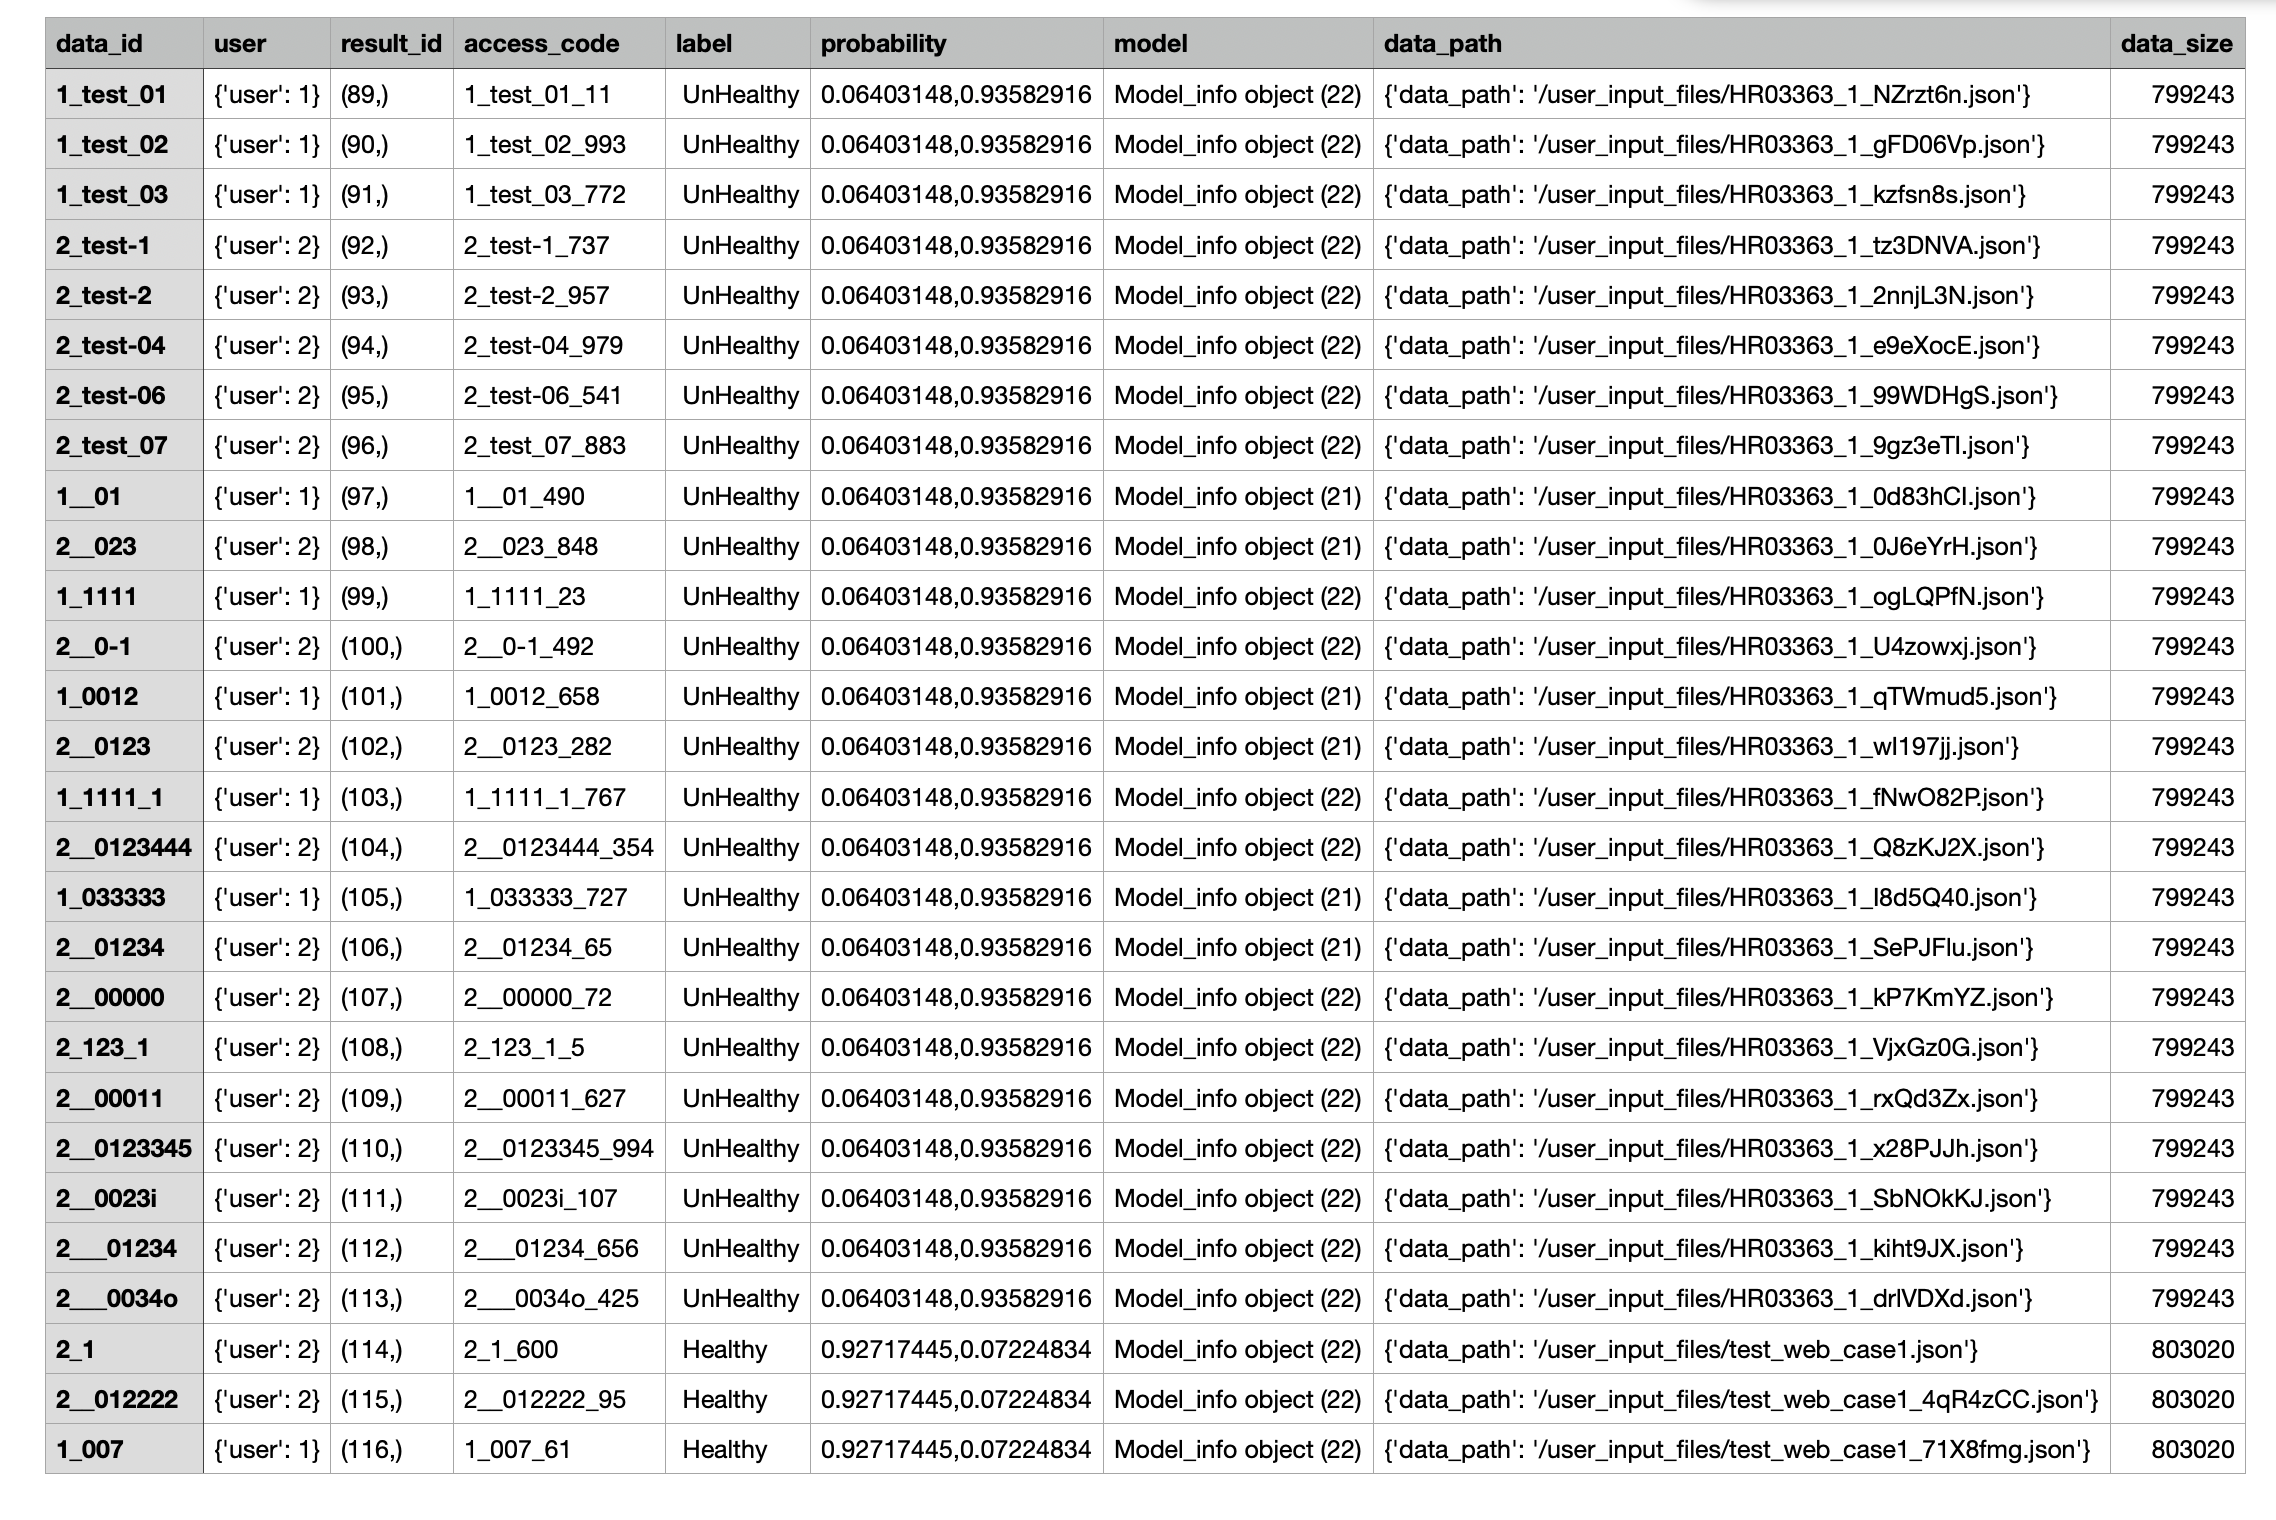 data_id user result_id access_code label probability model data_path data_size
1_test_01 {'user': 1} (89,) 1_test_01_11 UnHealthy 0.06403148,0.93582916 Model_info object (22) {'data_path': '/user_input_files/HR03363_1_NZrzt6n.json'} 799243
1_test_02 {'user': 1} (90,) 1_test_02_993 UnHealthy 0.06403148,0.93582916 Model_info object (22) {'data_path': '/user_input_files/HR03363_1_gFD06Vp.json'} 799243
1_test_03 {'user': 1} (91,) 1_test_03_772 UnHealthy 0.06403148,0.93582916 Model_info object (22) {'data_path': '/user_input_files/HR03363_1_kzfsn8s.json'} 799243
2_test-1 {'user': 2} (92,) 2_test-1_737 UnHealthy 0.06403148,0.93582916 Model_info object (22) {'data_path': '/user_input_files/HR03363_1_tz3DNVA.json'} 799243
2_test-2 {'user': 2} (93,) 2_test-2_957 UnHealthy 0.06403148,0.93582916 Model_info object (22) {'data_path': '/user_input_files/HR03363_1_2nnjL3N.json'} 799243
2_test-04 {'user': 2} (94,) 2_test-04_979 UnHealthy 0.06403148,0.93582916 Model_info object (22) {'data_path': '/user_input_files/HR03363_1_e9eXocE.json'} 799243
2_test-06 {'user': 2} (95,) 2_test-06_541 UnHealthy 0.06403148,0.93582916 Model_info object (22) {'data_path': '/user_input_files/HR03363_1_99WDHgS.json'} 799243
2_test_07 {'user': 2} (96,) 2_test_07_883 UnHealthy 0.06403148,0.93582916 Model_info object (22) {'data_path': '/user_input_files/HR03363_1_9gz3eTI.json'} 799243
1__01 {'user': 1} (97,) 1__01_490 UnHealthy 0.06403148,0.93582916 Model_info object (21) {'data_path': '/user_input_files/HR03363_1_0d83hCI.json'} 799243
2__023 {'user': 2} (98,) 2__023_848 UnHealthy 0.06403148,0.93582916 Model_info object (21) {'data_path': '/user_input_files/HR03363_1_0J6eYrH.json'} 799243
1_1111 {'user': 1} (99,) 1_1111_23 UnHealthy 0.06403148,0.93582916 Model_info object (22) {'data_path': '/user_input_files/HR03363_1_ogLQPfN.json'} 799243
2__0-1 {'user': 2} (100,) 2__0-1_492 UnHealthy 0.06403148,0.93582916 Model_info object (22) {'data_path': '/user_input_files/HR03363_1_U4zowxj.json'} 799243
1_0012 {'user': 1} (101,) 1_0012_658 UnHealthy 0.06403148,0.93582916 Model_info object (21) {'data_path': '/user_input_files/HR03363_1_qTWmud5.json'} 799243
2__0123 {'user': 2} (102,) 2__0123_282 UnHealthy 0.06403148,0.93582916 Model_info object (21) {'data_path': '/user_input_files/HR03363_1_wI197jj.json'} 799243
1_1111_1 {'user': 1} (103,) 1_1111_1_767 UnHealthy 0.06403148,0.93582916 Model_info object (22) {'data_path': '/user_input_files/HR03363_1_fNwO82P.json'} 799243
2__0123444 {'user': 2} (104,) 2__0123444_354 UnHealthy 0.06403148,0.93582916 Model_info object (22) {'data_path': '/user_input_files/HR03363_1_Q8zKJ2X.json'} 799243
1_033333 {'user': 1} (105,) 1_033333_727 UnHealthy 0.06403148,0.93582916 Model_info object (21) {'data_path': '/user_input_files/HR03363_1_I8d5Q40.json'} 799243
2__01234 {'user': 2} (106,) 2__01234_65 UnHealthy 0.06403148,0.93582916 Model_info object (21) {'data_path': '/user_input_files/HR03363_1_SePJFlu.json'} 799243
2__00000 {'user': 2} (107,) 2__00000_72 UnHealthy 0.06403148,0.93582916 Model_info object (22) {'data_path': '/user_input_files/HR03363_1_kP7KmYZ.json'} 799243
2_123_1 {'user': 2} (108,) 2_123_1_5 UnHealthy 0.06403148,0.93582916 Model_info object (22) {'data_path': '/user_input_files/HR03363_1_VjxGz0G.json'} 799243
2__00011 {'user': 2} (109,) 2__00011_627 UnHealthy 0.06403148,0.93582916 Model_info object (22) {'data_path': '/user_input_files/HR03363_1_rxQd3Zx.json'} 799243
2__0123345 {'user': 2} (110,) 2__0123345_994 UnHealthy 0.06403148,0.93582916 Model_info object (22) {'data_path': '/user_input_files/HR03363_1_x28PJJh.json'} 799243
2__0023i {'user': 2} (111,) 2__0023i_107 UnHealthy 0.06403148,0.93582916 Model_info object (22) {'data_path': '/user_input_files/HR03363_1_SbNOkKJ.json'} 799243
2___01234 {'user': 2} (112,) 2___01234_656 UnHealthy 0.06403148,0.93582916 Model_info object (22) {'data_path': '/user_input_files/HR03363_1_kiht9JX.json'} 799243
2___0034o {'user': 2} (113,) 2___0034o_425 UnHealthy 0.06403148,0.93582916 Model_info object (22) {'data_path': '/user_input_files/HR03363_1_drlVDXd.json'} 799243
2_1 {'user': 2} (114,) 2_1_600 Healthy 0.92717445,0.07224834 Model_info object (22) {'data_path': '/user_input_files/test_web_case1.json'} 803020
2__012222 {'user': 2} (115,) 2__012222_95 Healthy 0.92717445,0.07224834 Model_info object (22) {'data_path': '/user_input_files/test_web_case1_4qR4zCC.json'} 803020
1_007 {'user': 1} (116,) 1_007_61 Healthy 0.92717445,0.07224834 Model_info object (22) {'data_path': '/user_input_files/test_web_case1_71X8fmg.json'} 803020